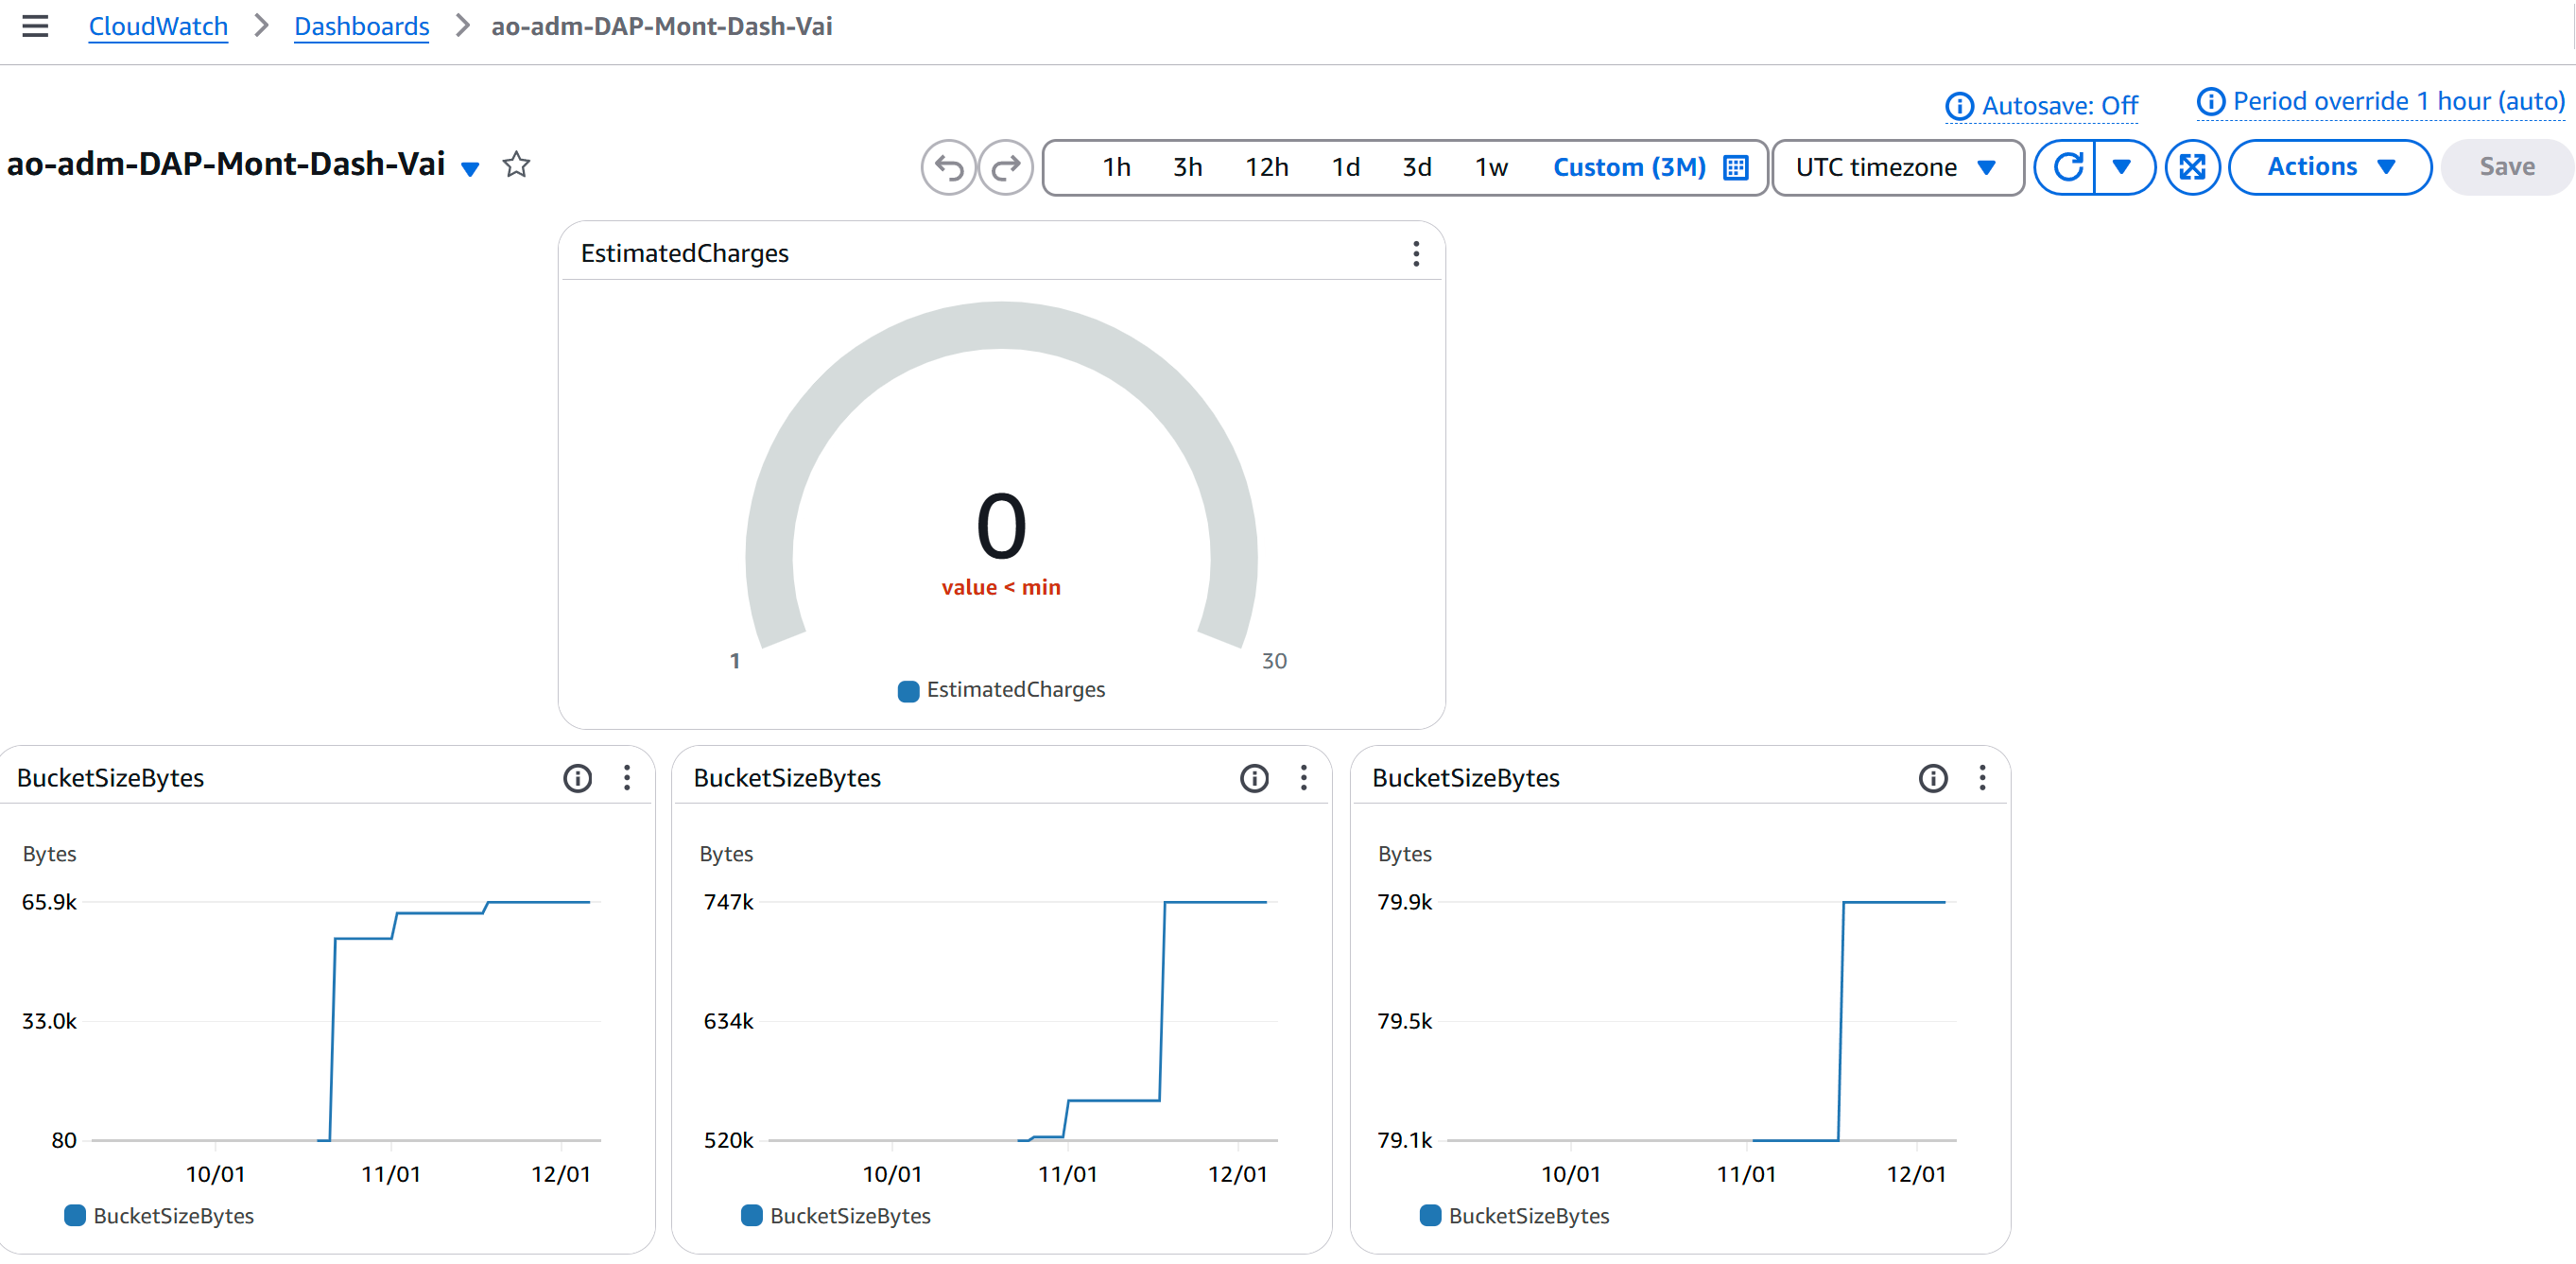 CloudWatch > Dashboards > ao-adm-DAP-Mont-Dash-Vai
Autosave: Off Period override 1 hour (auto)
ao-adm-DAP-Mont-Dash-Vai 1h 3h 12h 1d 3d 1w Custom (3M) UTC timezone Actions Save
EstimatedCharges
0
value < min
1 30
EstimatedCharges
BucketSizeBytes
Bytes
65.9k
33.0k
80
10/01 11/01 12/01
BucketSizeBytes
BucketSizeBytes
Bytes
747k
634k
520k
10/01 11/01 12/01
BucketSizeBytes
BucketSizeBytes
Bytes
79.9k
79.5k
79.1k
10/01 11/01 12/01
BucketSizeBytes